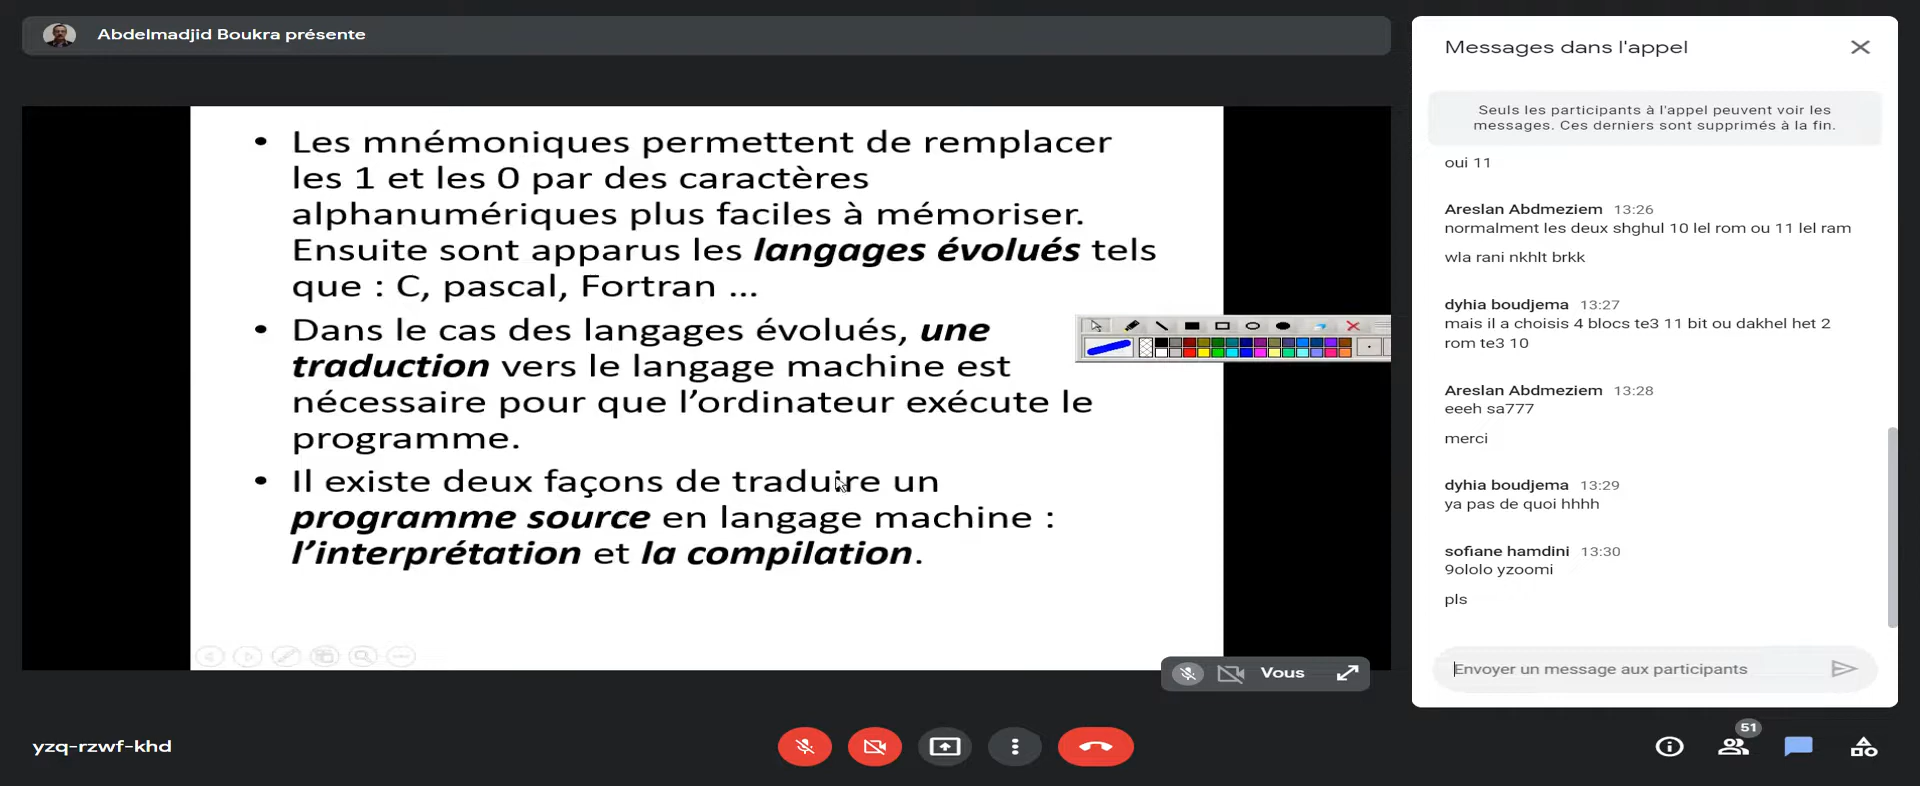 Abdelmadjid Boukra présente
• Les mnémoniques permettent de remplacer
les 1 et les 0 par des caractères
alphanumériques plus faciles à mémoriser.
Ensuite sont apparus les langages évolués tels
que : C, pascal, Fortran ...
• Dans le cas des langages évolués, une
traduction vers le langage machine est
nécessaire pour que l’ordinateur exécute le
programme.
• Il existe deux façons de traduire un
programme source en langage machine :
l’interprétation et la compilation.
Vous
yzq-rzwf-khd
Messages dans l'appel
Seuls les participants à l'appel peuvent voir les
messages. Ces derniers sont supprimés à la fin.
oui 11
Areslan Abdmeziem 13:26
normalment les deux shghul 10 lel rom ou 11 lel ram
wla rani nkhlt brkk
dyhia boudjema 13:27
mais il a choisis 4 blocs te3 11 bit ou dakhel het 2
rom te3 10
Areslan Abdmeziem 13:28
eeeh sa777
merci
dyhia boudjema 13:29
ya pas de quoi hhhh
sofiane hamdini 13:30
9ololo yzoomi
pls
Envoyer un message aux participants
51